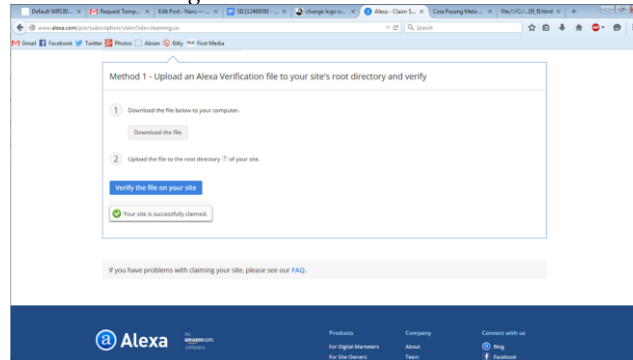 Default WIFI.ID...
Request Temp...
Edit Post ‹ Naru —...
change logo s...
Alexa - Claim S...
Cara Pasang Meta ...
www.alexa.com/pro/subscription/claim?site=ilearning.co
Search
Gmail Facebook Twitter Photos Absen Bitly First Media
Method 1 - Upload an Alexa Verification file to your site's root directory and verify
1 Download the file below to your computer.
Download the file
2 Upload the file to the root directory ? of your site.
Verify the file on your site
Your site is successfully claimed.
If you have problems with claiming your site, please see our FAQ.
a Alexa
An amazon.com company
Products Company Connect with us
For Digital Marketers About Blog
For Site Owners Team Facebook